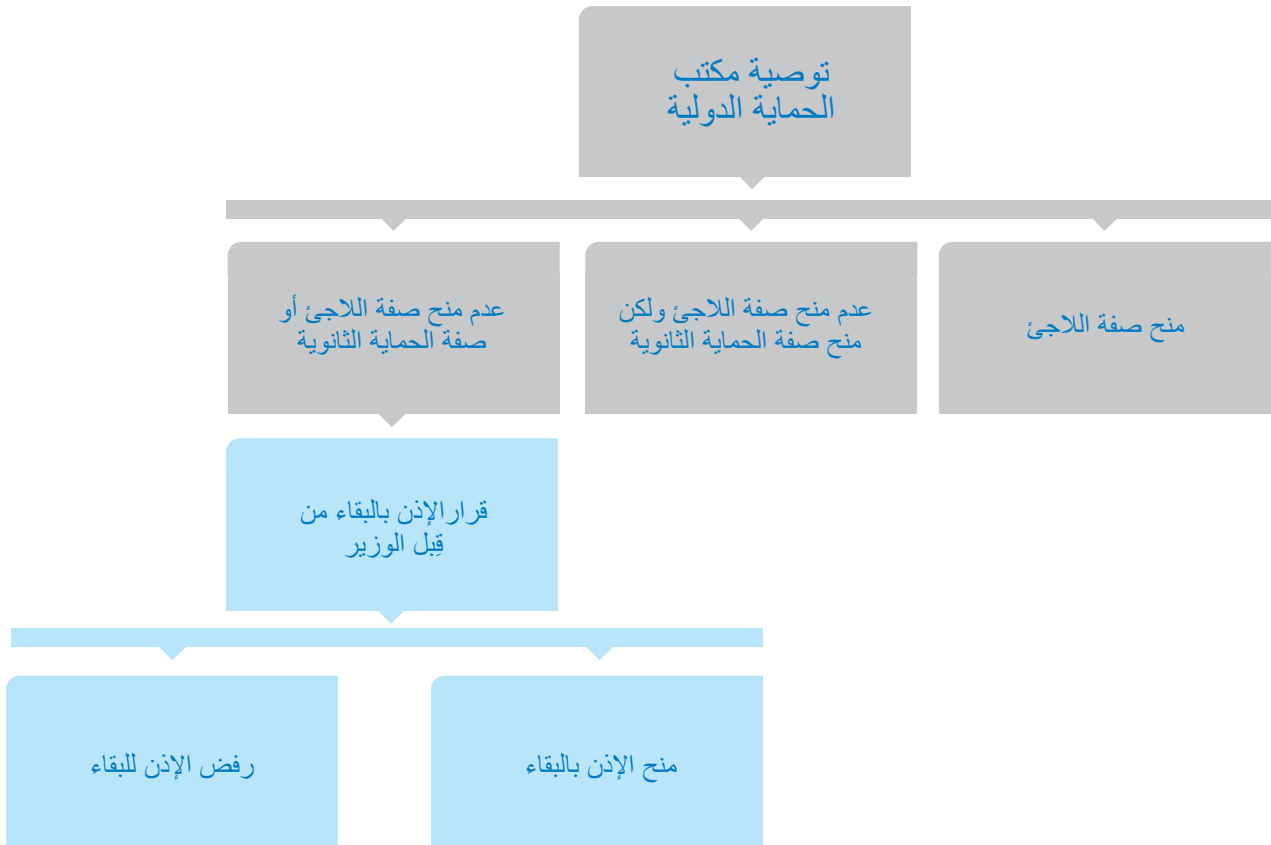 توصية مكتب
الحماية الدولية
منح صفة اللاجئ
عدم منح صفة اللاجئ ولكن
منح صفة الحماية الثانوية
عدم منح صفة اللاجئ أو
صفة الحماية الثانوية
قرارالإذن بالبقاء من
قِبل الوزير
منح الإذن بالبقاء
رفض الإذن للبقاء